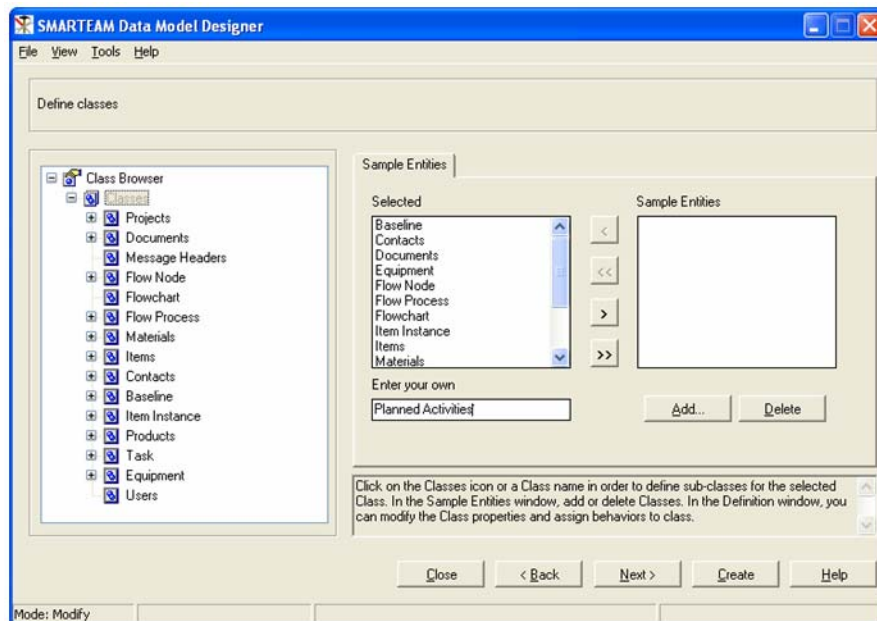 SMARTEAM Data Model Designer
File View Tools Help
Define classes
Class Browser
Classes
Projects
Documents
Message Headers
Flow Node
Flowchart
Flow Process
Materials
Items
Contacts
Baseline
Item Instance
Products
Task
Equipment
Users
Sample Entities
Selected
Baseline
Contacts
Documents
Equipment
Flow Node
Flow Process
Flowchart
Item Instance
Items
Materials
<
<<
>
>>
Sample Entities
Enter your own
Planned Activities
Add... Delete
Click on the Classes icon or a Class name in order to define sub-classes for the selected
Class. In the Sample Entities window, add or delete Classes. In the Definition window, you
can modify the Class properties and assign behaviors to class.
Close < Back Next > Create Help
Mode: Modify